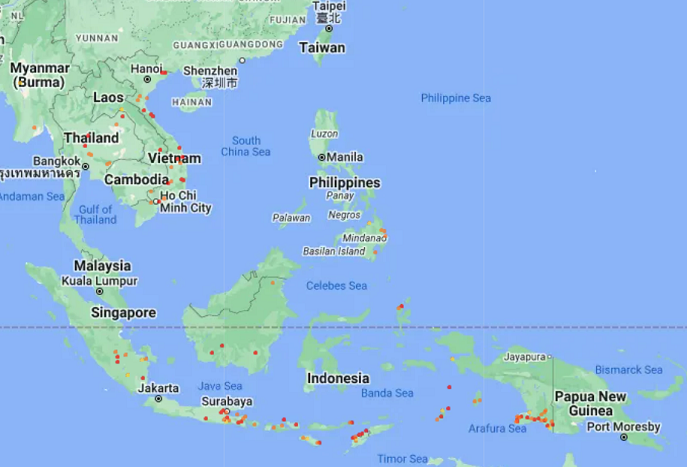 Taipei
臺北
NL
FUJIAN
YUNNAN
GUANGXI
GUANGDONG
Taiwan
Myanmar
(Burma)
Hanoi
Shenzhen
深圳市
Laos
HAINAN
Philippine Sea
Thailand
Luzon
South
China Sea
Bangkok
กรุงเทพมหานคร
Vietnam
Manila
Cambodia
Philippines
Andaman Sea
Ho Chi
Minh City
Panay
Gulf of
Thailand
Palawan
Negros
Mindanao
Basilan Island
Malaysia
Kuala Lumpur
Celebes Sea
Singapore
Jayapura
Bismarck Sea
Indonesia
Jakarta
Java Sea
Banda Sea
Surabaya
Papua New
Guinea
Arafura Sea
Port Moresby
Timor Sea